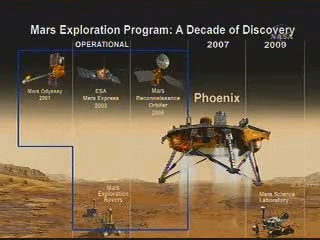 Mars Exploration Program: A Decade of Discovery
NASA
OPERATIONAL
2007
2009
Mars Odyssey
2001
ESA
Mars Express
2003
Mars
Reconnaissance
Orbiter
2005
Phoenix
Mars
Exploration
Rovers
Mars Science
Laboratory